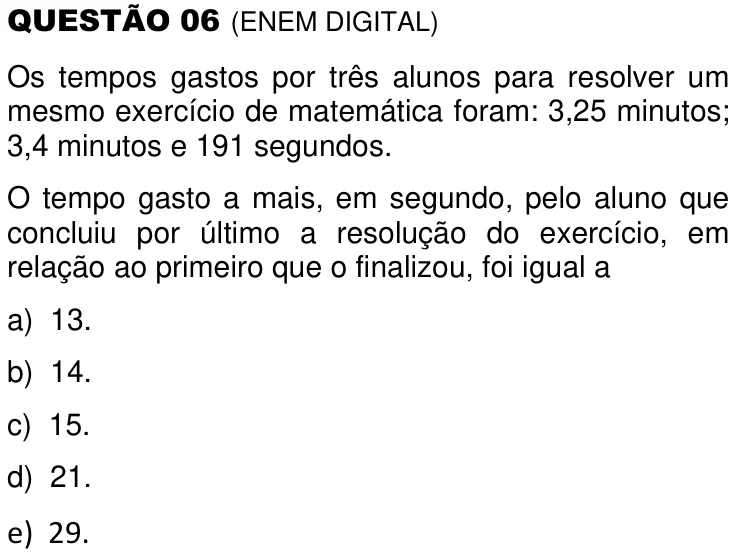 QUESTÃO 06 (ENEM DIGITAL)
Os tempos gastos por três alunos para resolver um
mesmo exercício de matemática foram: 3,25 minutos;
3,4 minutos e 191 segundos.
O tempo gasto a mais, em segundo, pelo aluno que
concluiu por último a resolução do exercício, em
relação ao primeiro que o finalizou, foi igual a
a) 13.
b) 14.
c) 15.
d) 21.
e) 29.